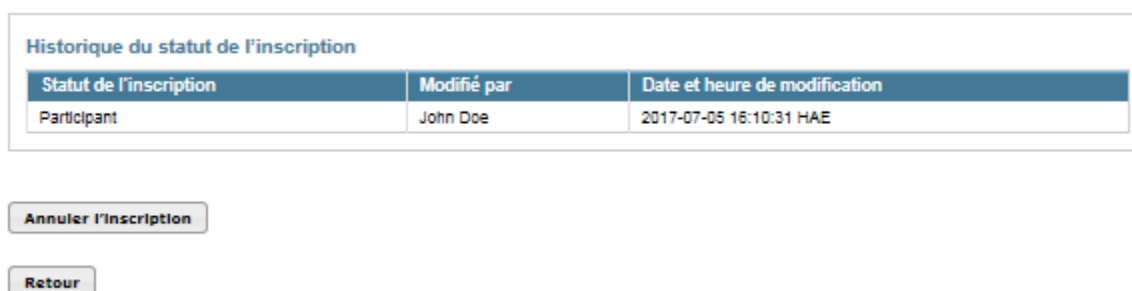 Historique du statut de l'inscription
Statut de l'inscription Modifié par Date et heure de modification
Participant John Doe 2017-07-05 16:10:31 HAE
Annuler l'inscription
Retour